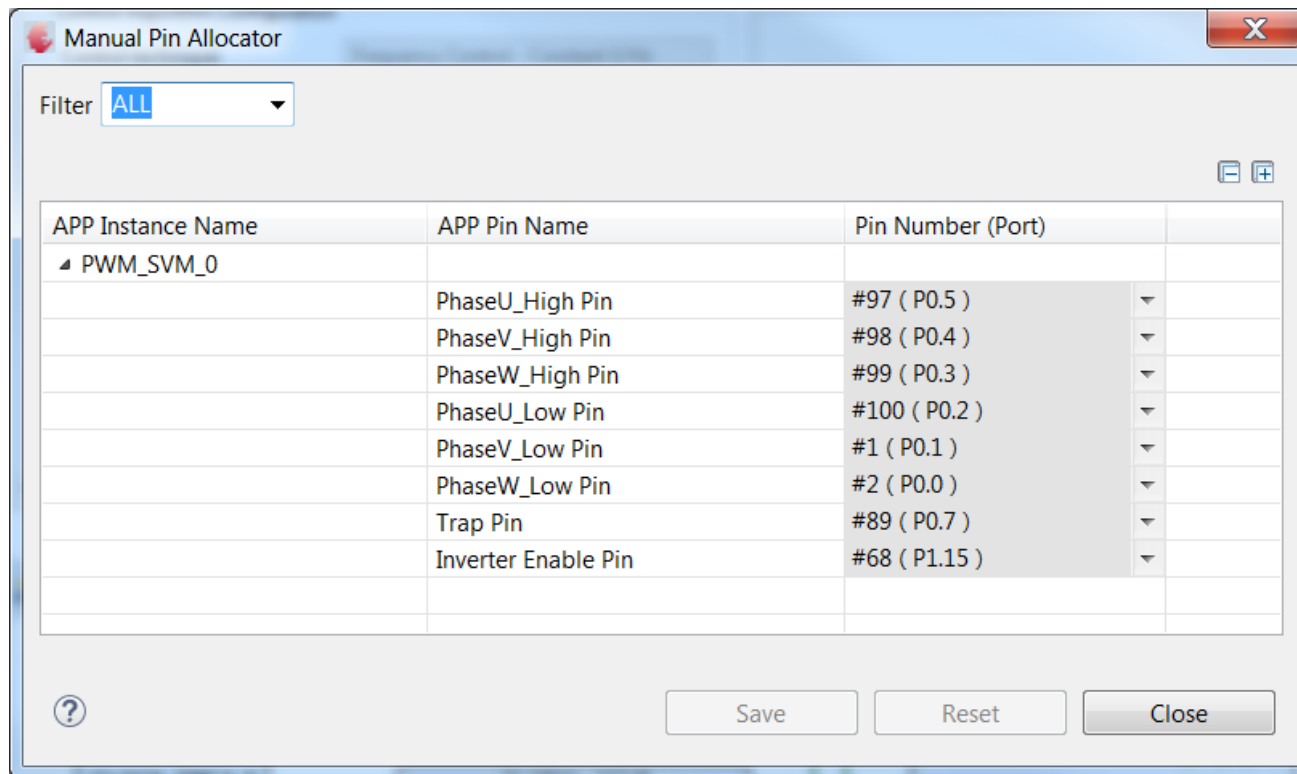 Manual Pin Allocator
Filter ALL
APP Instance Name APP Pin Name Pin Number (Port)
PWM_SVM_0
PhaseU_High Pin #97 ( P0.5 )
PhaseV_High Pin #98 ( P0.4 )
PhaseW_High Pin #99 ( P0.3 )
PhaseU_Low Pin #100 ( P0.2 )
PhaseV_Low Pin #1 ( P0.1 )
PhaseW_Low Pin #2 ( P0.0 )
Trap Pin #89 ( P0.7 )
Inverter Enable Pin #68 ( P1.15 )
? Save Reset Close